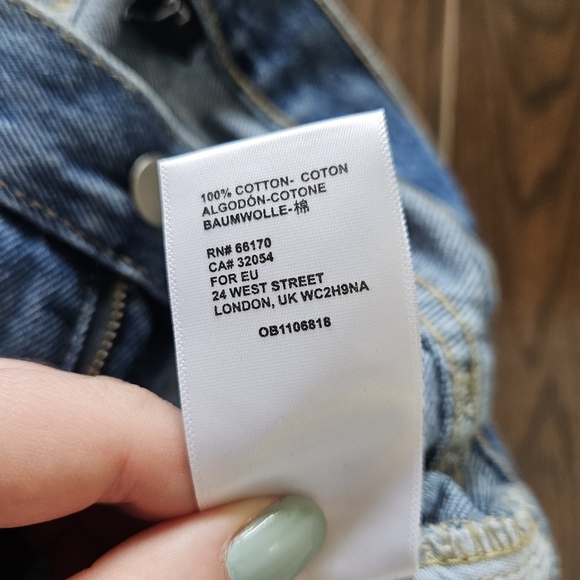 100% COTTON- COTON
ALGODÓN-COTONE
BAUMWOLLE-棉
RN# 66170
CA# 32054
FOR EU
24 WEST STREET
LONDON, UK WC2H9NA
OB1106818